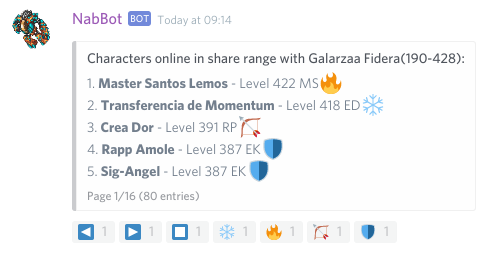 NabBot BOT Today at 09:14
Characters online in share range with Galarzaa Fidera(190-428):
1. Master Santos Lemos - Level 422 MS🔥
2. Transferencia de Momentum - Level 418 ED❄️
3. Crea Dor - Level 391 RP🏹
4. Rapp Amole - Level 387 EK🛡️
5. Sig-Angel - Level 387 EK🛡️
Page 1/16 (80 entries)
◀ 1 ▶ 1 ⏹ 1 ❄️ 1 🔥 1 🏹 1 🛡️ 1